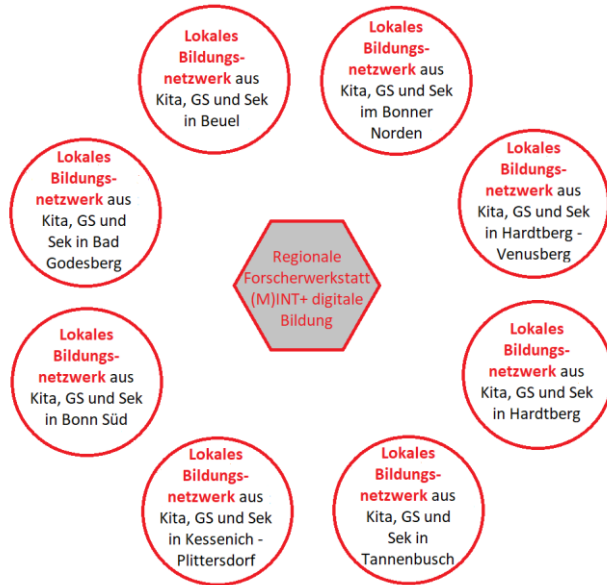 Lokales
Bildungs-
netzwerk aus
Kita, GS und Sek
in Beuel
Lokales
Bildungs-
netzwerk aus
Kita, GS und Sek
im Bonner
Norden
Lokales
Bildungs-
netzwerk aus
Kita, GS und
Sek in Bad
Godesberg
Lokales
Bildungs-
netzwerk aus
Kita, GS und Sek
in Hardtberg -
Venusberg
Regionale
Forscherwerkstatt
(M)INT+ digitale
Bildung
Lokales
Bildungs-
netzwerk aus
Kita, GS und Sek
in Bonn Süd
Lokales
Bildungs-
netzwerk aus
Kita, GS und Sek
in Hardtberg
Lokales
Bildungs-
netzwerk aus
Kita, GS und Sek
in Kessenich -
Plittersdorf
Lokales
Bildungs-
netzwerk aus
Kita, GS und
Sek in
Tannenbusch